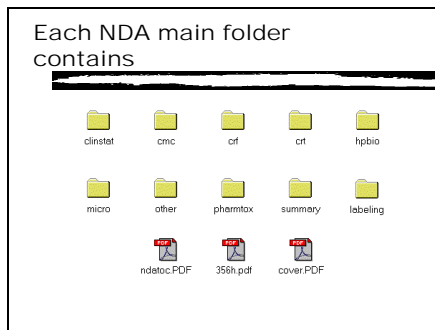 Each NDA main folder
contains
clinstat cmc crf crt hpbio
micro other pharmtox summary labeling
PDF PDF PDF
ndatoc.PDF 356h.pdf cover.PDF